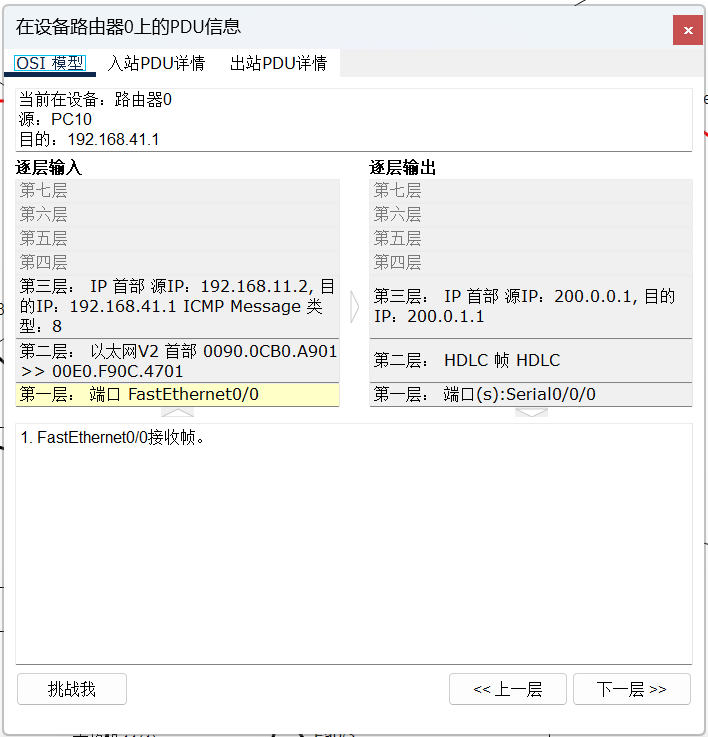 在设备路由器0上的PDU信息
OSI 模型 入站PDU详情 出站PDU详情
当前在设备：路由器0
源：PC10
目的：192.168.41.1
逐层输入
第七层
第六层
第五层
第四层
第三层： IP 首部 源IP：192.168.11.2, 目
的IP：192.168.41.1 ICMP Message 类
型：8
第二层： 以太网V2 首部 0090.0CB0.A901
>> 00E0.F90C.4701
第一层： 端口 FastEthernet0/0
逐层输出
第七层
第六层
第五层
第四层
第三层： IP 首部 源IP：200.0.0.1, 目的
IP：200.0.1.1
第二层： HDLC 帧 HDLC
第一层： 端口(s):Serial0/0/0
1. FastEthernet0/0接收帧。
挑战我
<< 上一层
下一层 >>